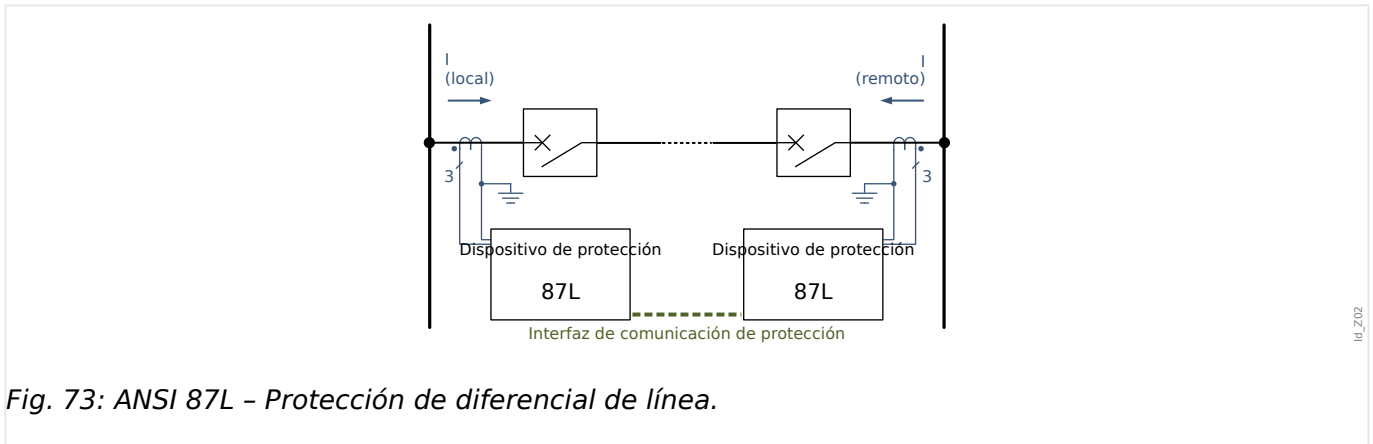 I
(local)
I
(remoto)
3
3
Dispositivo de protección
Dispositivo de protección
87L
87L
Interfaz de comunicación de protección
Id_Z02
Fig. 73: ANSI 87L – Protección de diferencial de línea.